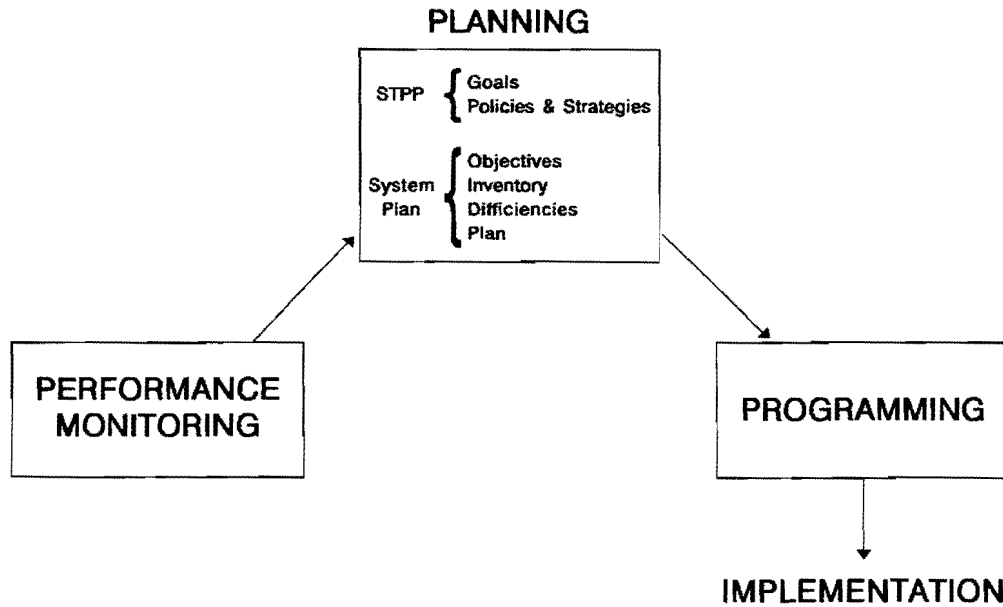 PLANNING
STPP
Goals
Policies & Strategies
System
Plan
Objectives
Inventory
Difficiencies
Plan
PERFORMANCE
MONITORING
PROGRAMMING
IMPLEMENTATION